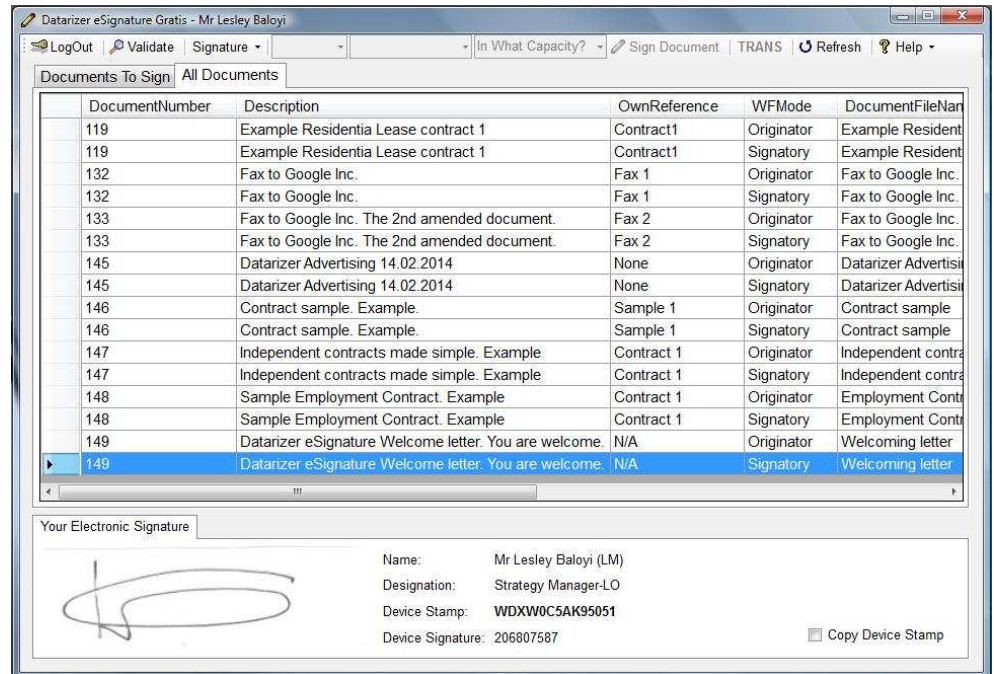 Datarizer eSignature Gratis - Mr Lesley Baloyi
LogOut Validate Signature In What Capacity? Sign Document TRANS Refresh Help
Documents To Sign All Documents
DocumentNumber Description OwnReference WFMode DocumentFileNan
119 Example Residentia Lease contract 1 Contract1 Originator Example Resident
119 Example Residentia Lease contract 1 Contract1 Signatory Example Resident
132 Fax to Google Inc. Fax 1 Originator Fax to Google Inc.
132 Fax to Google Inc. Fax 1 Signatory Fax to Google Inc.
133 Fax to Google Inc. The 2nd amended document. Fax 2 Originator Fax to Google Inc.
133 Fax to Google Inc. The 2nd amended document. Fax 2 Signatory Fax to Google Inc.
145 Datarizer Advertising 14.02.2014 None Originator Datarizer Advertisi
145 Datarizer Advertising 14.02.2014 None Signatory Datarizer Advertisi
146 Contract sample. Example. Sample 1 Originator Contract sample
146 Contract sample. Example. Sample 1 Signatory Contract sample
147 Independent contracts made simple. Example Contract 1 Originator Independent contra
147 Independent contracts made simple. Example Contract 1 Signatory Independent contra
148 Sample Employment Contract. Example Contract 1 Originator Employment Contr
148 Sample Employment Contract. Example Contract 1 Signatory Employment Contr
149 Datarizer eSignature Welcome letter. You are welcome. N/A Originator Welcoming letter
149 Datarizer eSignature Welcome letter. You are welcome. N/A Signatory Welcoming letter
Your Electronic Signature
Name: Mr Lesley Baloyi (LM)
Designation: Strategy Manager-LO
Device Stamp: WDXW0C5AK95051
Device Signature: 206807587 Copy Device Stamp